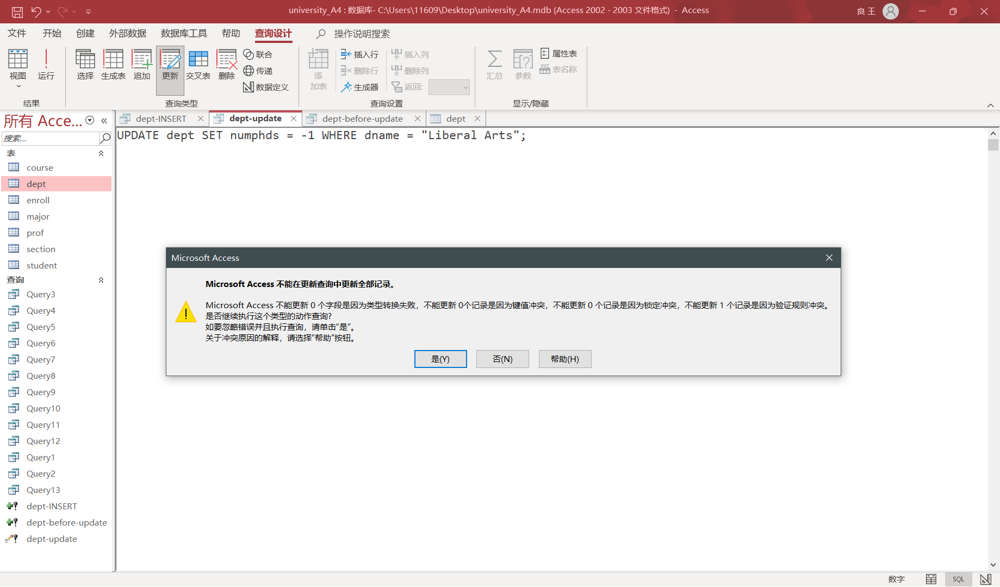 university_A4 : 数据库- C:\Users\11609\Desktop\university_A4.mdb (Access 2002 - 2003 文件格式) - Access
良 王
文件 开始 创建 外部数据 数据库工具 帮助 查询设计 操作说明搜索
视图 运行 选择 生成表 追加 更新 交叉表 删除
联合
传递
数据定义
添
加表
插入行
删除行
生成器
插入列
删除列
返回:
汇总 参数
属性表
XYZ 表名称
结果 查询类型 查询设置 显示/隐藏
所有 Acce...
dept-INSERT dept-update dept-before-update dept
搜索...
UPDATE dept SET numphds = -1 WHERE dname = "Liberal Arts";
表
course
dept
enroll
major
prof
section
student
查询
Query3
Query4
Query5
Query6
Query7
Query8
Query9
Query10
Query11
Query12
Query1
Query2
Query13
dept-INSERT
dept-before-update
dept-update
Microsoft Access
Microsoft Access 不能在更新查询中更新全部记录。
Microsoft Access 不能更新 0 个字段是因为类型转换失败，不能更新 0个记录是因为键值冲突，不能更新 0 个记录是因为锁定冲突，不能更新 1 个记录是因为验证规则冲突。
是否继续执行这个类型的动作查询?
如要忽略错误并且执行查询，请单击“是”。
关于冲突原因的解释，请选择“帮助”按钮。
是(Y) 否(N) 帮助(H)
数字 SQL